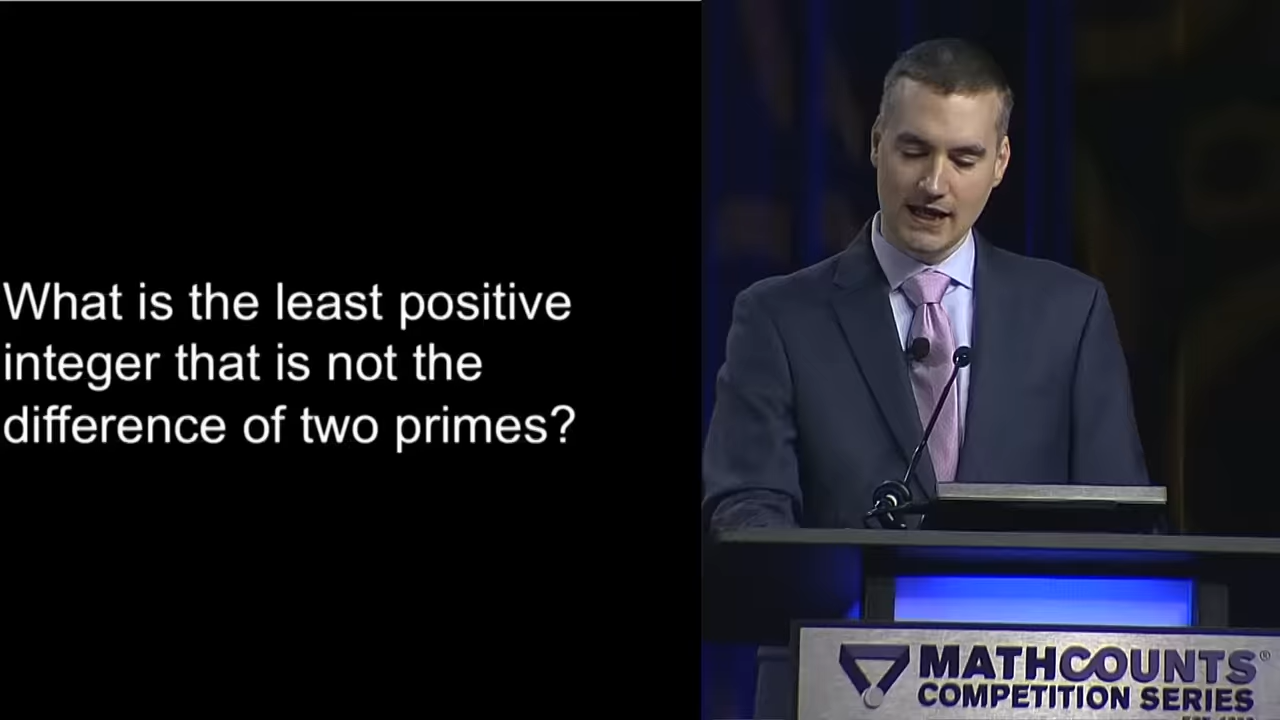 What is the least positive
integer that is not the
difference of two primes?
MATHCOUNTS®
COMPETITION SERIES